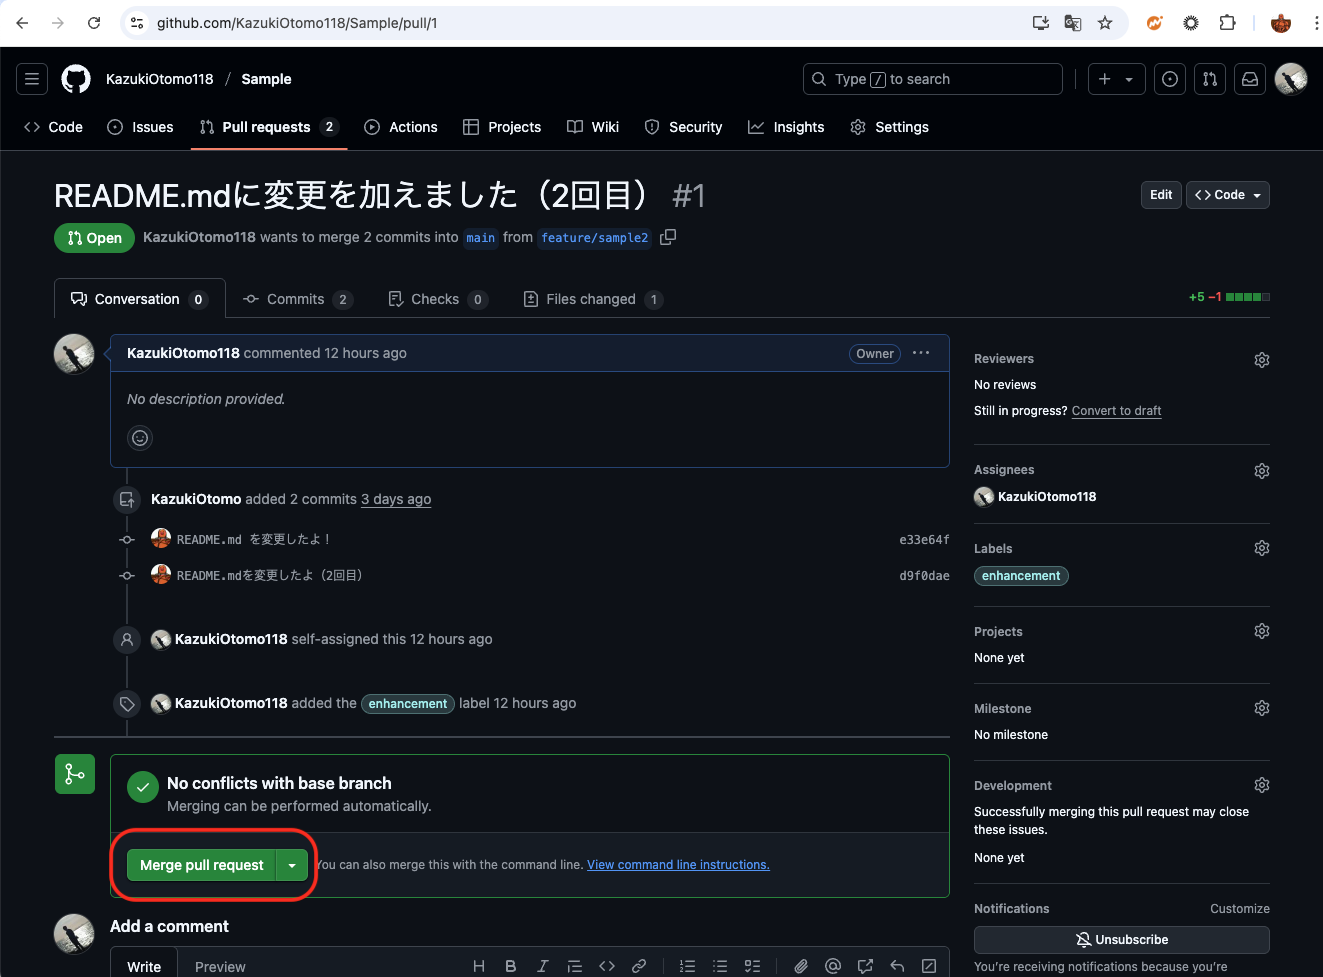 github.com/KazukiOtomo118/Sample/pull/1
KazukiOtomo118 / Sample
Type / to search
Code
Issues
Pull requests 2
Actions
Projects
Wiki
Security
Insights
Settings
README.mdに変更を加えました（2回目） #1
Edit
Code
Open
KazukiOtomo118 wants to merge 2 commits into main from feature/sample2
Conversation 0
Commits 2
Checks 0
Files changed 1
+5 −1
KazukiOtomo118 commented 12 hours ago
Owner
No description provided.
KazukiOtomo added 2 commits 3 days ago
README.md を変更したよ！
e33e64f
README.mdを変更したよ（2回目）
d9f0dae
KazukiOtomo118 self-assigned this 12 hours ago
KazukiOtomo118 added the enhancement label 12 hours ago
No conflicts with base branch
Merging can be performed automatically.
Merge pull request
You can also merge this with the command line. View command line instructions.
Add a comment
Write
Preview
Reviewers
No reviews
Still in progress? Convert to draft
Assignees
KazukiOtomo118
Labels
enhancement
Projects
None yet
Milestone
No milestone
Development
Successfully merging this pull request may close
these issues.
None yet
Notifications
Customize
Unsubscribe
You're receiving notifications because you're